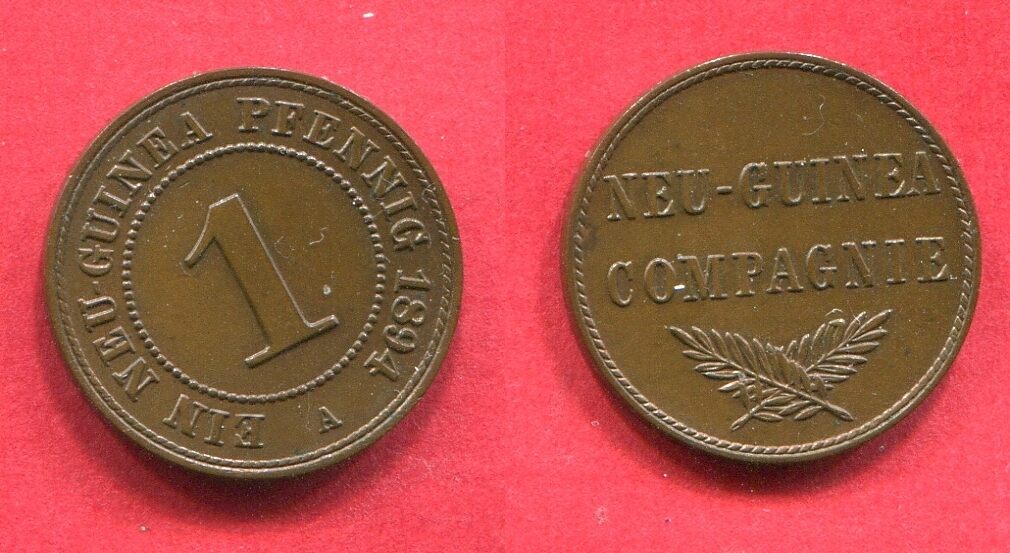 EIN NEU-GUINEA PFENNIG 1894
A
1
NEU-GUINEA
COMPAGNIE